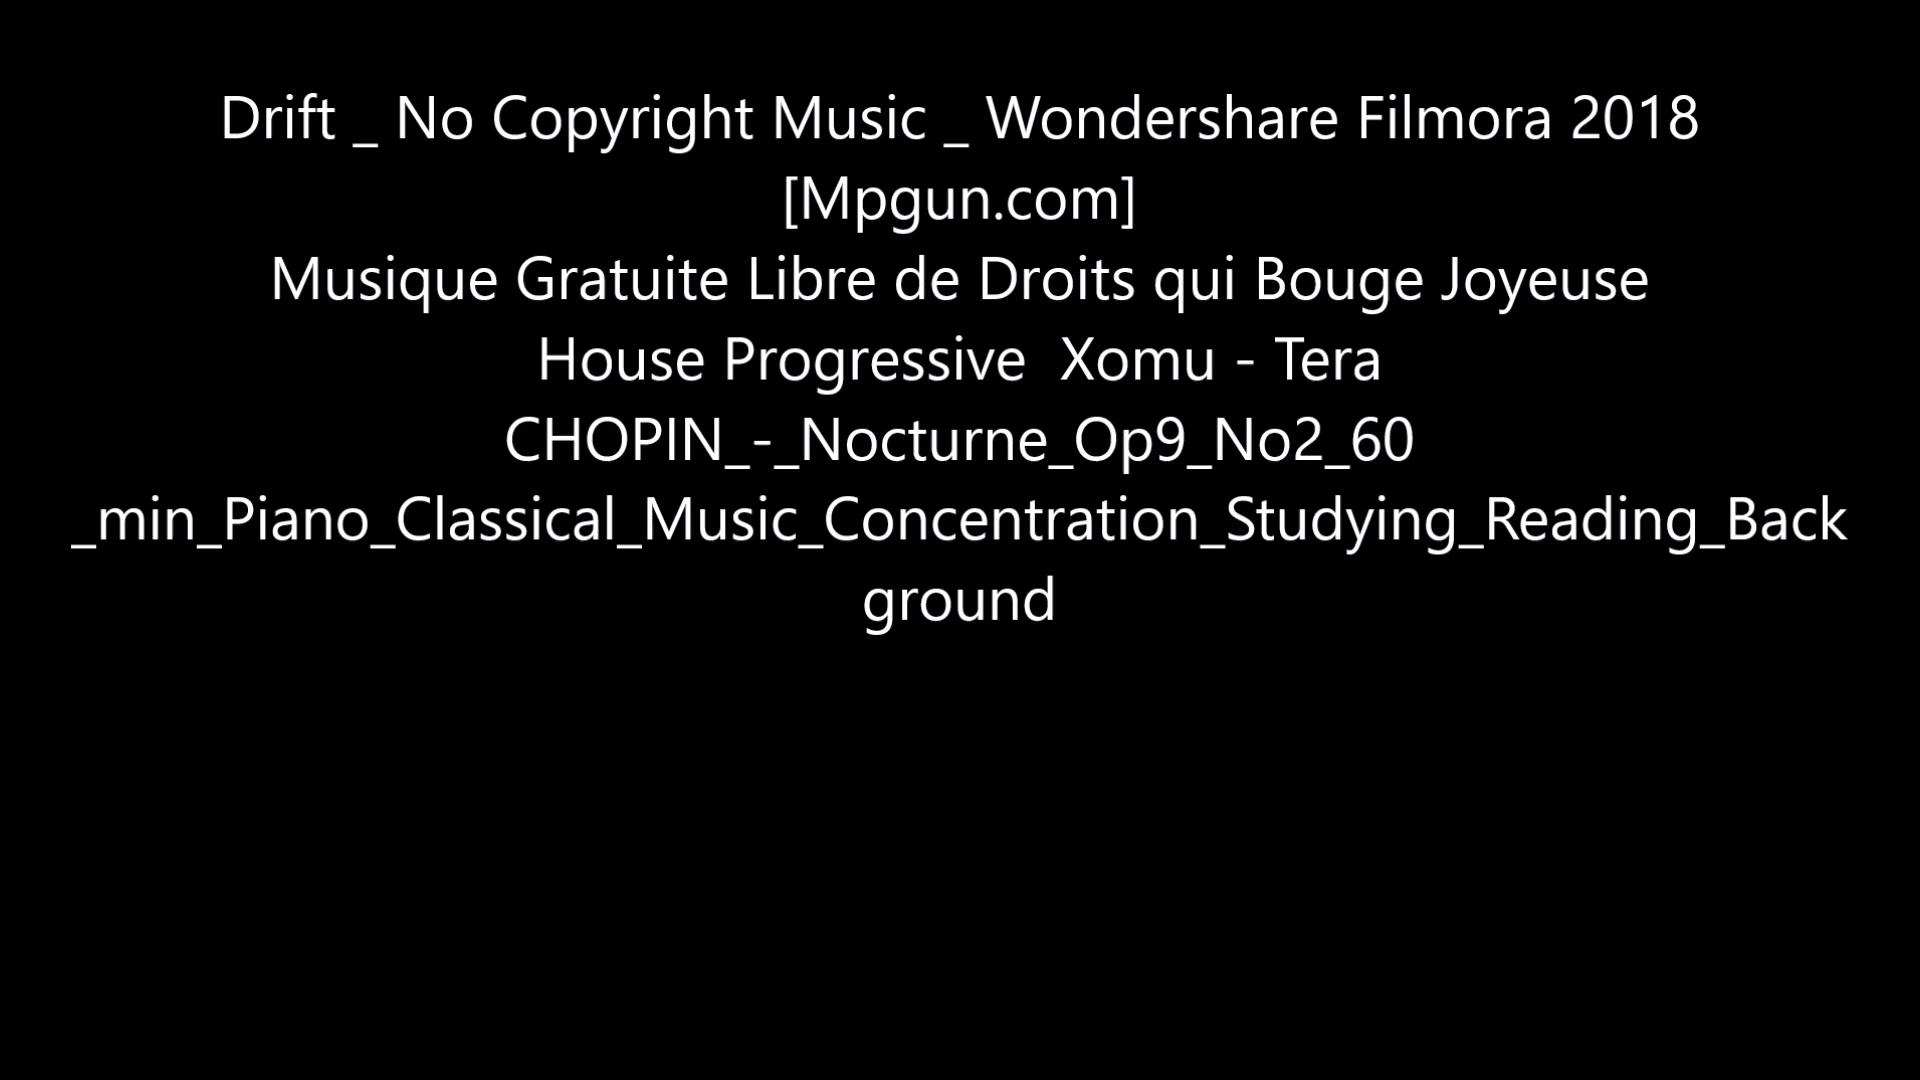 Drift _ No Copyright Music _ Wondershare Filmora 2018
[Mpgun.com]
Musique Gratuite Libre de Droits qui Bouge Joyeuse
House Progressive  Xomu - Tera
CHOPIN_-_Nocturne_Op9_No2_60
_min_Piano_Classical_Music_Concentration_Studying_Reading_Back
ground